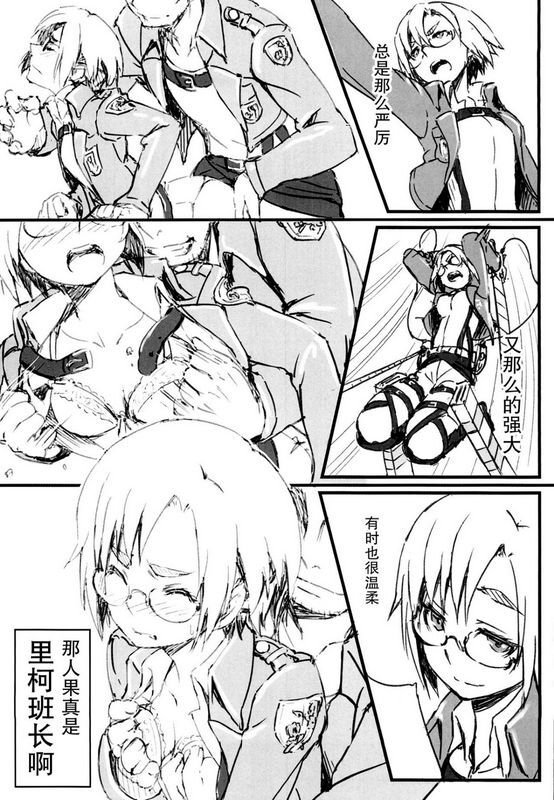 总是那么严厉
又那么的强大
有时也很温柔
那人果真是
里柯班长啊